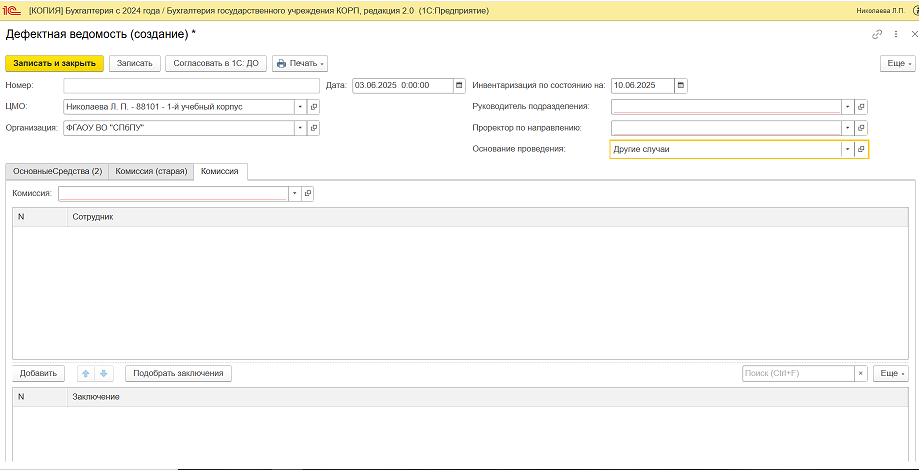 1С [КОПИЯ] Бухгалтерия с 2024 года / Бухгалтерия государственного учреждения КОРП, редакция 2.0 (1С:Предприятие) Николаева Л.П.
Дефектная ведомость (создание) *
Записать и закрыть Записать Согласовать в 1С: ДО Печать Еще
Номер: Дата: 03.06.2025 0:00:00 Инвентаризация по состоянию на: 10.06.2025
ЦМО: Николаева Л. П. - 88101 - 1-й учебный корпус Руководитель подразделения:
Организация: ФГАОУ ВО "СПбПУ" Проректор по направлению:
Основание проведения: Другие случаи
ОсновныеСредства (2) Комиссия (старая) Комиссия
Комиссия:
N Сотрудник
Добавить Подобрать заключения Поиск (Ctrl+F) × Еще
N Заключение